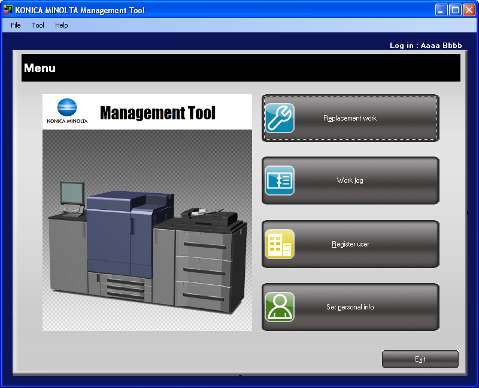 KONICA MINOLTA Management Tool
File Tool Help
Log in : Aaaa Bbbb
Menu
KONICA MINOLTA
Management Tool
Replacement work
Work log
Register user
Set personal info
Exit